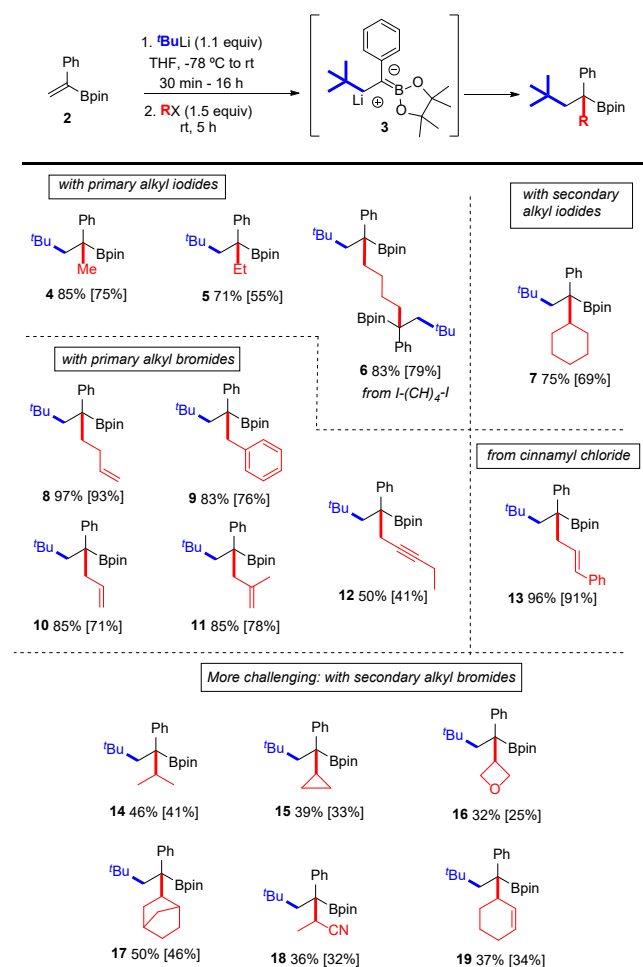 Ph
Bpin
2
1. tBuLi (1.1 equiv)
THF, -78 ºC to rt
30 min - 16 h
2. RX (1.5 equiv)
rt, 5 h
Li
⊕
⊖
B
O
O
3
Ph
Bpin
R
with primary alkyl iodides
tBu
Ph
Bpin
Me
4 85% [75%]
tBu
Ph
Bpin
Et
5 71% [55%]
Ph
tBu
Bpin
Bpin
tBu
Ph
6 83% [79%]
from I-(CH)4-I
with secondary
alkyl iodides
Ph
tBu
Bpin
7 75% [69%]
with primary alkyl bromides
Ph
tBu
Bpin
8 97% [93%]
Ph
tBu
Bpin
9 83% [76%]
Ph
tBu
Bpin
10 85% [71%]
Ph
tBu
Bpin
11 85% [78%]
Ph
tBu
Bpin
12 50% [41%]
from cinnamyl chloride
Ph
tBu
Bpin
Ph
13 96% [91%]
More challenging: with secondary alkyl bromides
Ph
tBu
Bpin
14 46% [41%]
Ph
tBu
Bpin
15 39% [33%]
Ph
tBu
Bpin
O
16 32% [25%]
Ph
tBu
Bpin
17 50% [46%]
Ph
tBu
Bpin
CN
18 36% [32%]
Ph
tBu
Bpin
19 37% [34%]